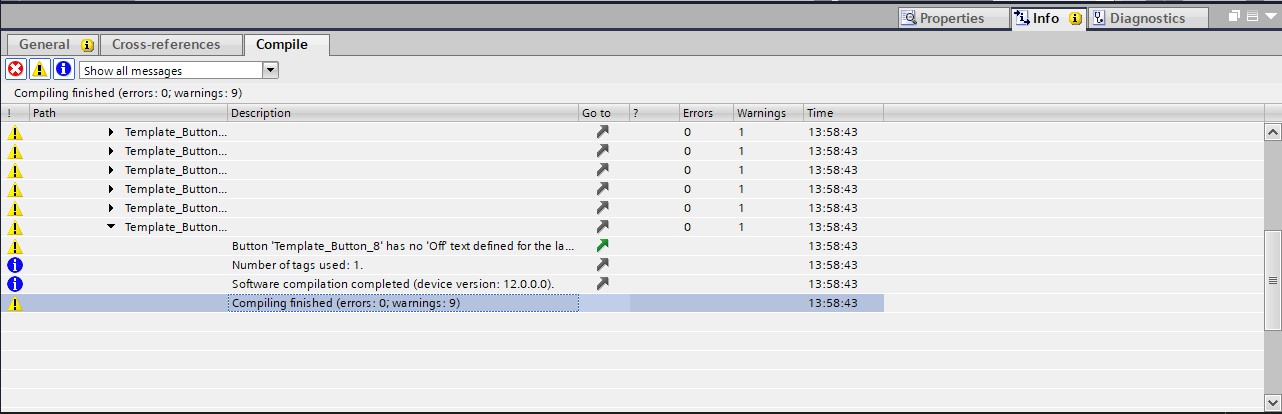 Properties Info Diagnostics
General Cross-references Compile
Show all messages
Compiling finished (errors: 0; warnings: 9)
! Path Description Go to ? Errors Warnings Time
Template_Button... 0 1 13:58:43
Template_Button... 0 1 13:58:43
Template_Button... 0 1 13:58:43
Template_Button... 0 1 13:58:43
Template_Button... 0 1 13:58:43
Template_Button... 0 1 13:58:43
Button 'Template_Button_8' has no 'Off' text defined for the la... 13:58:43
Number of tags used: 1. 13:58:43
Software compilation completed (device version: 12.0.0.0). 13:58:43
Compiling finished (errors: 0; warnings: 9) 13:58:43